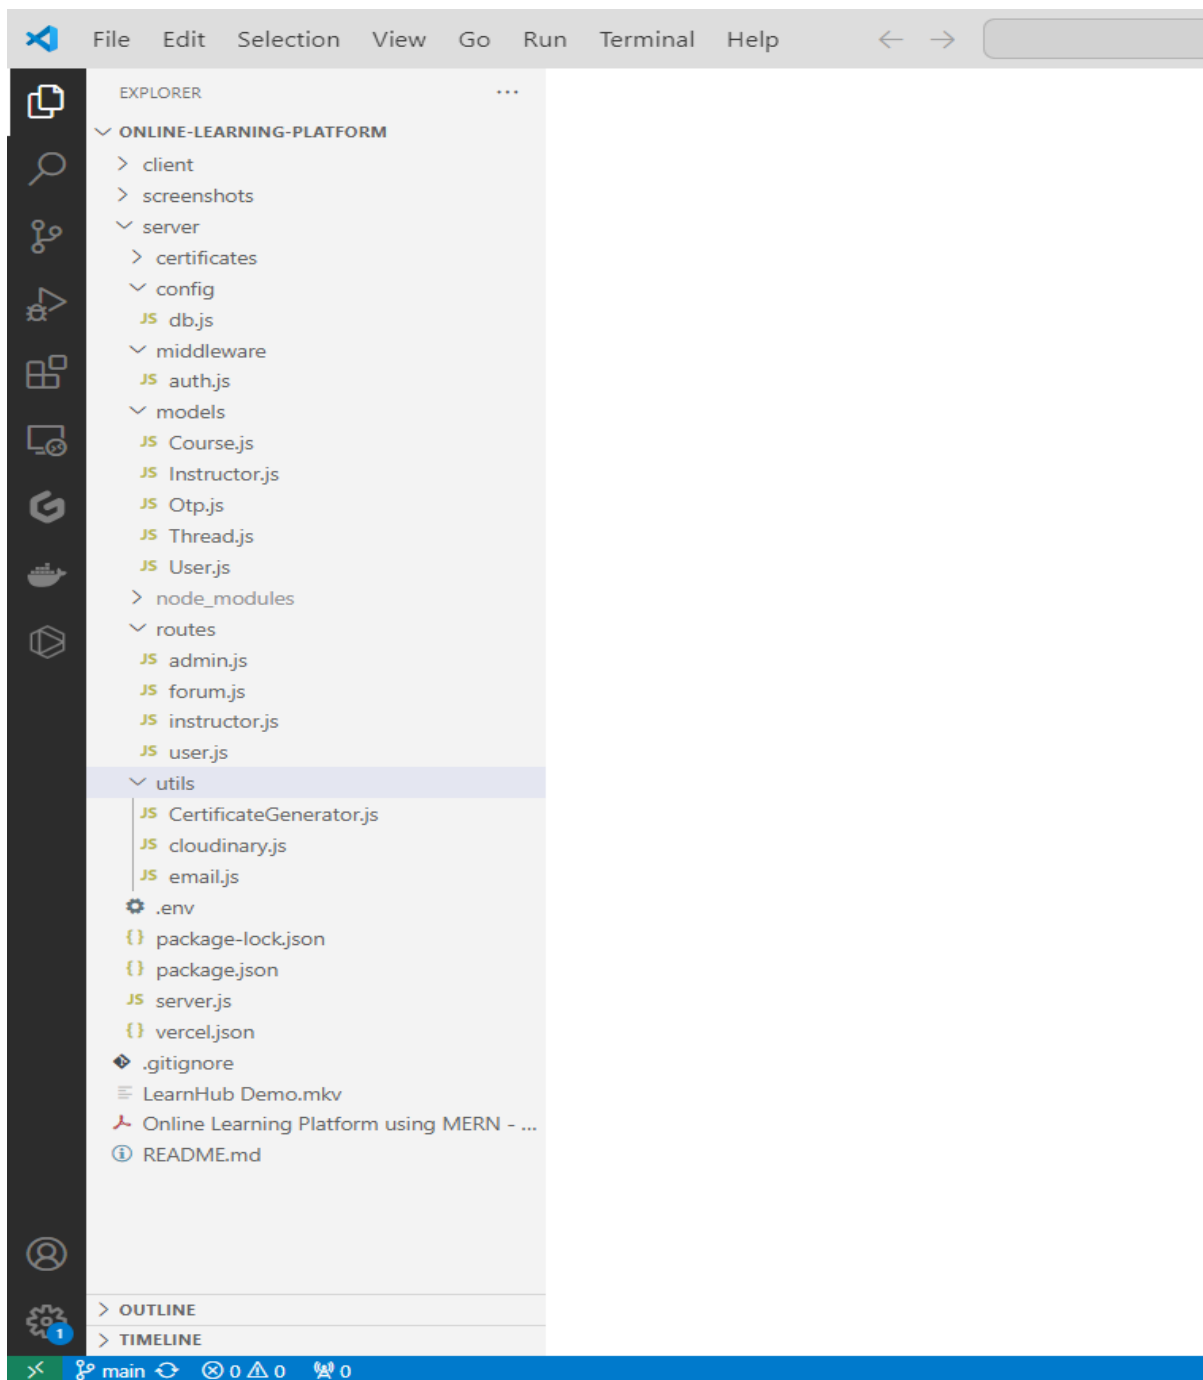 File Edit Selection View Go Run Terminal Help
EXPLORER
ONLINE-LEARNING-PLATFORM
client
screenshots
server
certificates
config
JS db.js
middleware
JS auth.js
models
JS Course.js
JS Instructor.js
JS Otp.js
JS Thread.js
JS User.js
node_modules
routes
JS admin.js
JS forum.js
JS instructor.js
JS user.js
utils
JS CertificateGenerator.js
JS cloudinary.js
JS email.js
.env
{} package-lock.json
{} package.json
JS server.js
{} vercel.json
.gitignore
LearnHub Demo.mkv
Online Learning Platform using MERN - ...
README.md
OUTLINE
1
TIMELINE
main 0 0 0